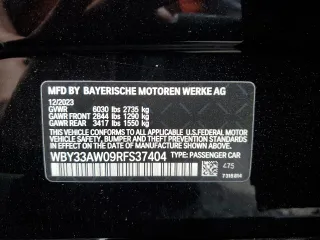 MFD BY BAYERISCHE MOTOREN WERKE AG
12/2023
GVWR 6030 lbs 2735 kg
GAWR FRONT 2844 lbs 1290 kg
GAWR REAR 3417 lbs 1550 kg
THIS VEHICLE CONFORMS TO ALL APPLICABLE U.S.FEDERAL MOTOR
VEHICLE SAFETY, BUMPER, AND THEFT PREVENTION STANDARDS
IN EFFECT ON THE DATE OF MANUFACTURE SHOWN ABOVE.
WBY33AW09RFS37404 TYPE: PASSENGER CAR
475
7315814